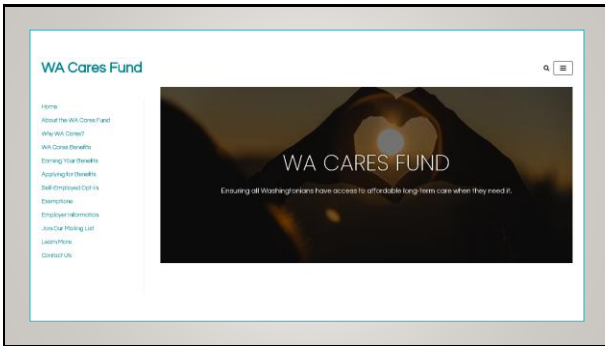 WA Cares Fund
Home
About the WA Cares Fund
Why WA Cares?
WA Cares Benefits
Earning Your Benefits
Applying for Benefits
Self-Employed Opt-in
Exemptions
Employer Information
Join Our Mailing List
Learn More
Contact Us
WA CARES FUND
Ensuring all Washingtonians have access to affordable long-term care when they need it.